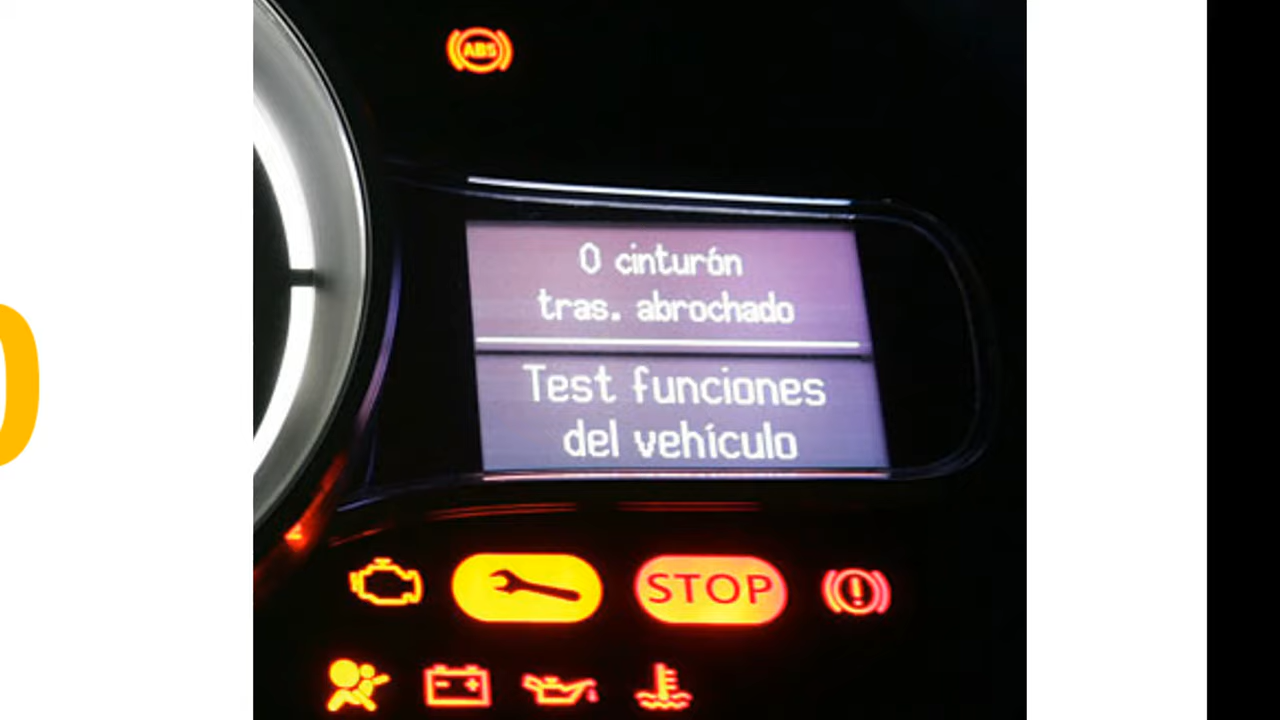 ABS
0 cinturón
tras. abrochado
Test funciones
del vehículo
STOP